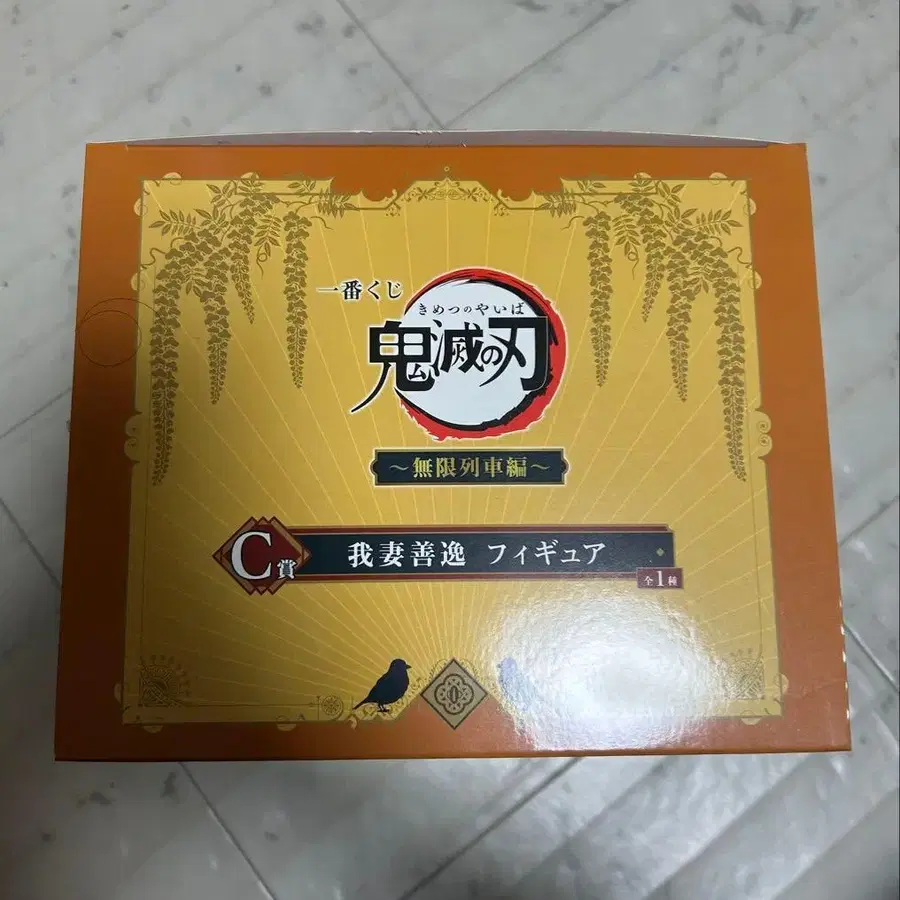 一番くじ
きめつのやいば
鬼滅の刃
～無限列車編～
C賞
我妻善逸 フィギュア
全1種